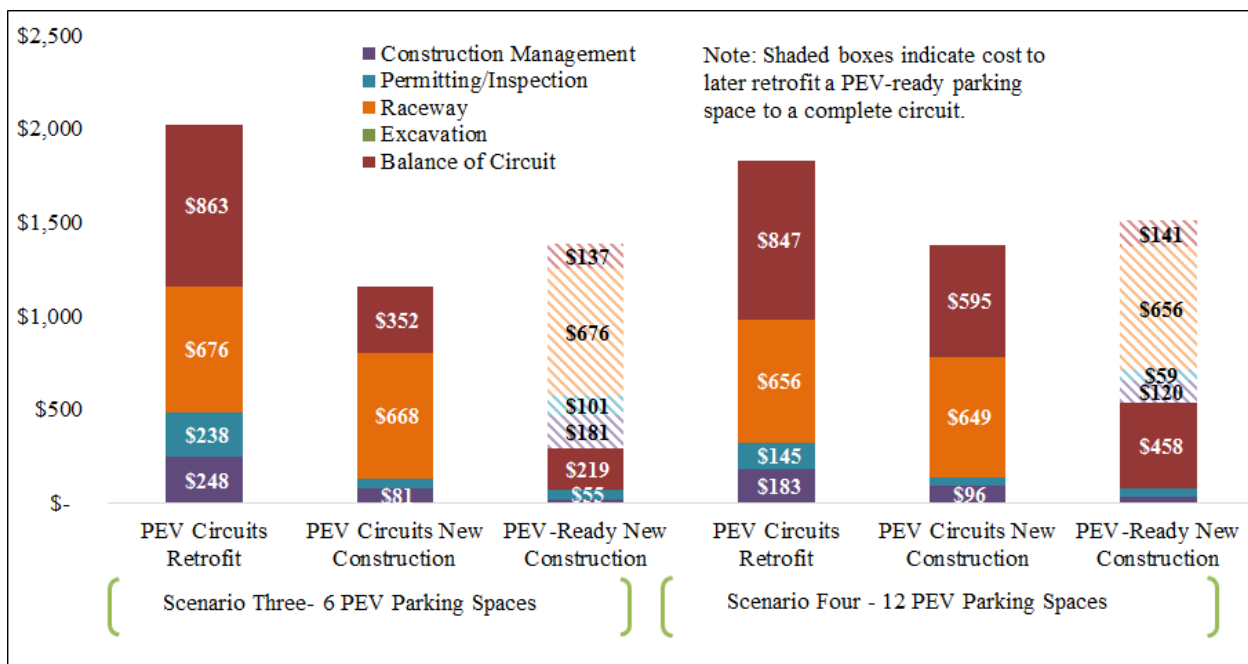 $2,500
$2,000
$1,500
$1,000
$500
$-
Construction Management
Permitting/Inspection
Raceway
Excavation
Balance of Circuit
Note: Shaded boxes indicate cost to
later retrofit a PEV-ready parking
space to a complete circuit.
$863
$676
$238
$248
$352
$668
$81
$137
$676
$101
$181
$219
$55
$847
$656
$145
$183
$595
$649
$96
$141
$656
$59
$120
$458
PEV Circuits
Retrofit
PEV Circuits New
Construction
PEV-Ready New
Construction
PEV Circuits
Retrofit
PEV Circuits New
Construction
PEV-Ready New
Construction
Scenario Three- 6 PEV Parking Spaces
Scenario Four - 12 PEV Parking Spaces